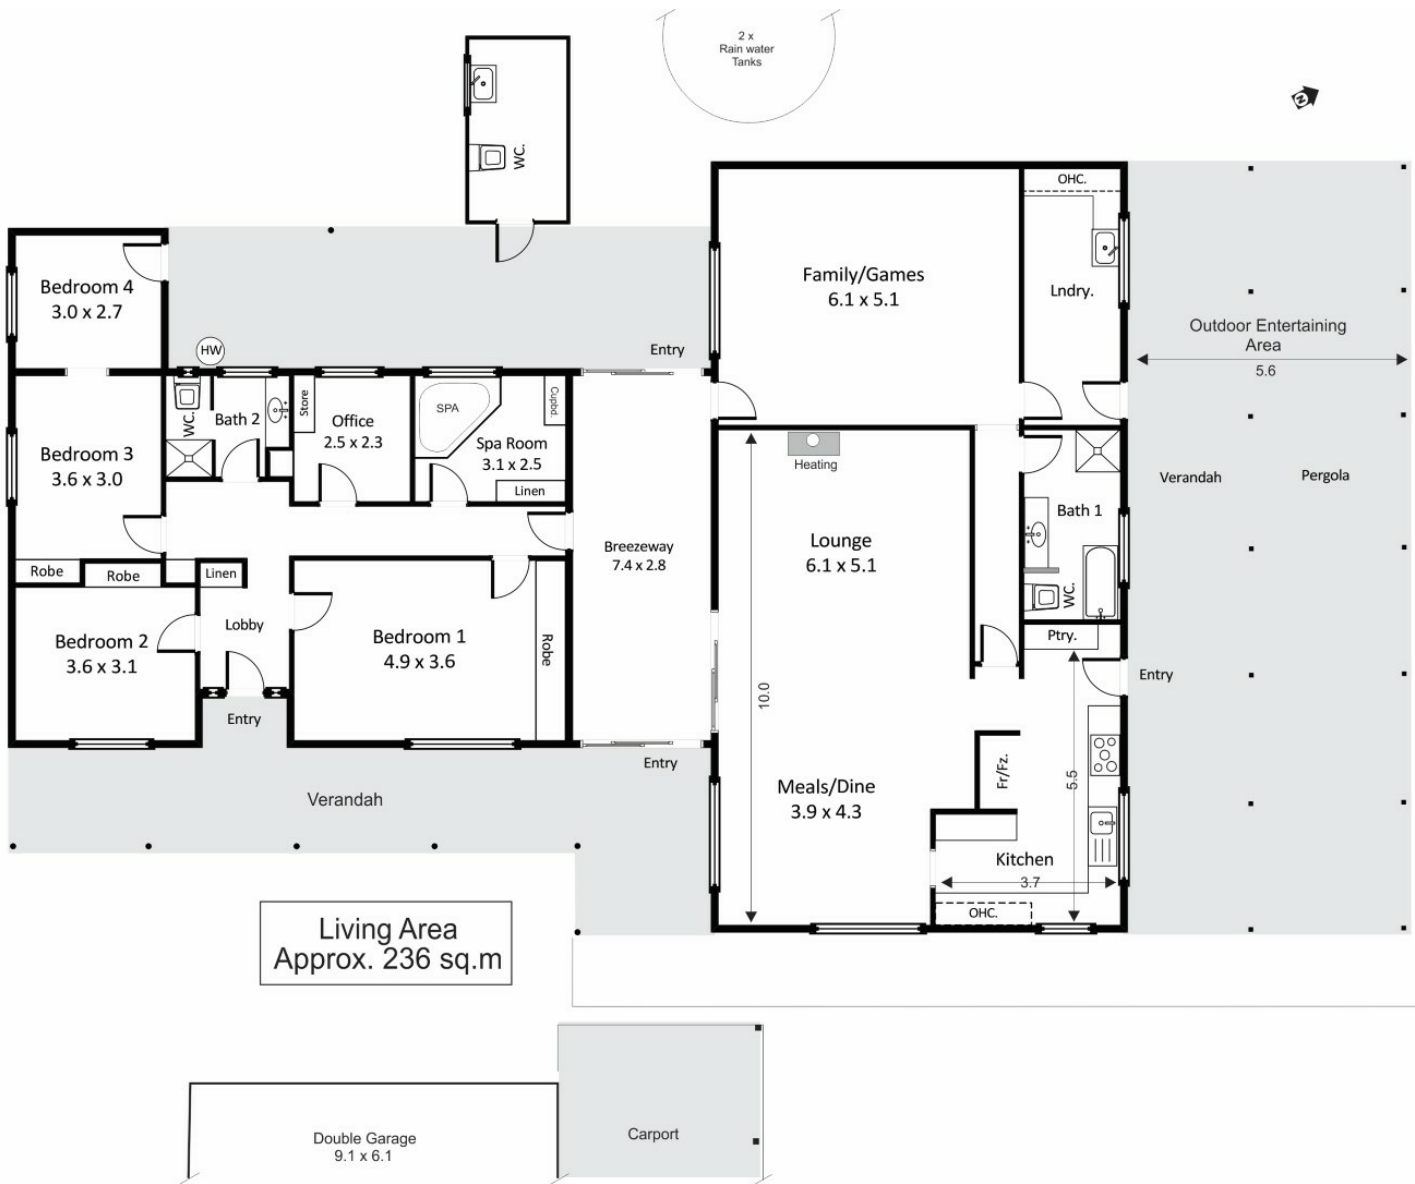 2 x
Rain water
Tanks
N
WC.
OHC.
Bedroom 4
3.0 x 2.7
Family/Games
6.1 x 5.1
Lndry.
Outdoor Entertaining
Area
5.6
HW
Entry
WC.
Bath 2
Store
Office
2.5 x 2.3
SPA
Cupbd.
Spa Room
3.1 x 2.5
Linen
Bedroom 3
3.6 x 3.0
Heating
Verandah
Pergola
Bath 1
WC.
Lounge
6.1 x 5.1
Breezeway
7.4 x 2.8
Robe
Robe
Linen
Lobby
Bedroom 2
3.6 x 3.1
Bedroom 1
4.9 x 3.6
Robe
Ptry.
Entry
10.0
Entry
Entry
Fr/Fz.
5.5
Meals/Dine
3.9 x 4.3
Verandah
Kitchen
3.7
OHC.
Living Area
Approx. 236 sq.m
Double Garage
9.1 x 6.1
Carport